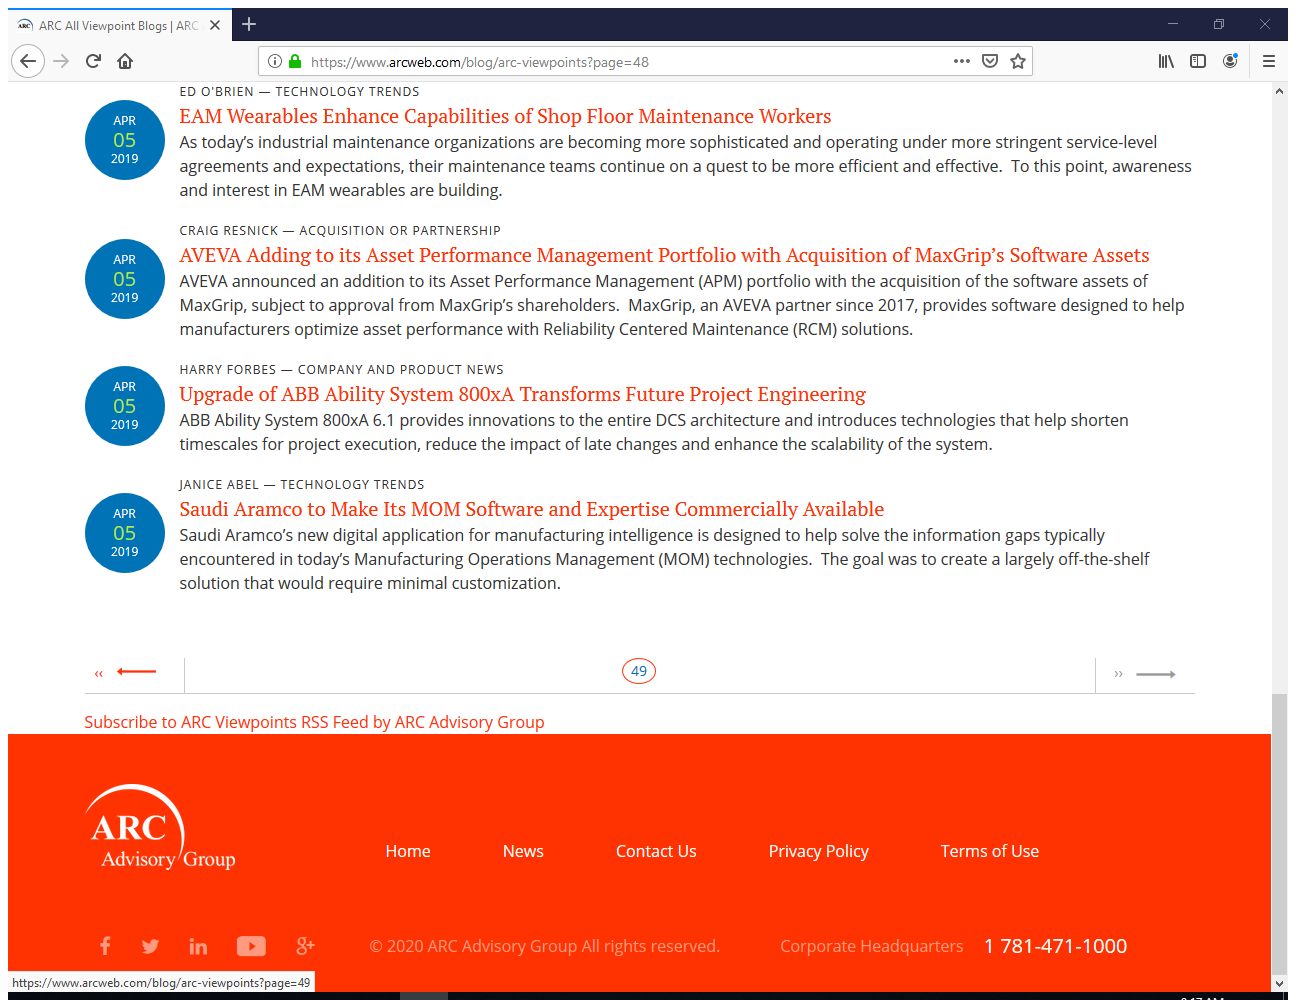 ARC All Viewpoint Blogs | ARC
https://www.arcweb.com/blog/arc-viewpoints?page=48
ED O'BRIEN — TECHNOLOGY TRENDS
APR
05
2019
EAM Wearables Enhance Capabilities of Shop Floor Maintenance Workers
As today’s industrial maintenance organizations are becoming more sophisticated and operating under more stringent service-level
agreements and expectations, their maintenance teams continue on a quest to be more efficient and effective.  To this point, awareness
and interest in EAM wearables are building.
CRAIG RESNICK — ACQUISITION OR PARTNERSHIP
APR
05
2019
AVEVA Adding to its Asset Performance Management Portfolio with Acquisition of MaxGrip’s Software Assets
AVEVA announced an addition to its Asset Performance Management (APM) portfolio with the acquisition of the software assets of
MaxGrip, subject to approval from MaxGrip’s shareholders.  MaxGrip, an AVEVA partner since 2017, provides software designed to help
manufacturers optimize asset performance with Reliability Centered Maintenance (RCM) solutions.
HARRY FORBES — COMPANY AND PRODUCT NEWS
APR
05
2019
Upgrade of ABB Ability System 800xA Transforms Future Project Engineering
ABB Ability System 800xA 6.1 provides innovations to the entire DCS architecture and introduces technologies that help shorten
timescales for project execution, reduce the impact of late changes and enhance the scalability of the system.
JANICE ABEL — TECHNOLOGY TRENDS
APR
05
2019
Saudi Aramco to Make Its MOM Software and Expertise Commercially Available
Saudi Aramco’s new digital application for manufacturing intelligence is designed to help solve the information gaps typically
encountered in today’s Manufacturing Operations Management (MOM) technologies.  The goal was to create a largely off-the-shelf
solution that would require minimal customization.
‹‹ 49 ››
Subscribe to ARC Viewpoints RSS Feed by ARC Advisory Group
ARC
Advisory Group
Home News Contact Us Privacy Policy Terms of Use
© 2020 ARC Advisory Group All rights reserved. Corporate Headquarters 1 781-471-1000
https://www.arcweb.com/blog/arc-viewpoints?page=49